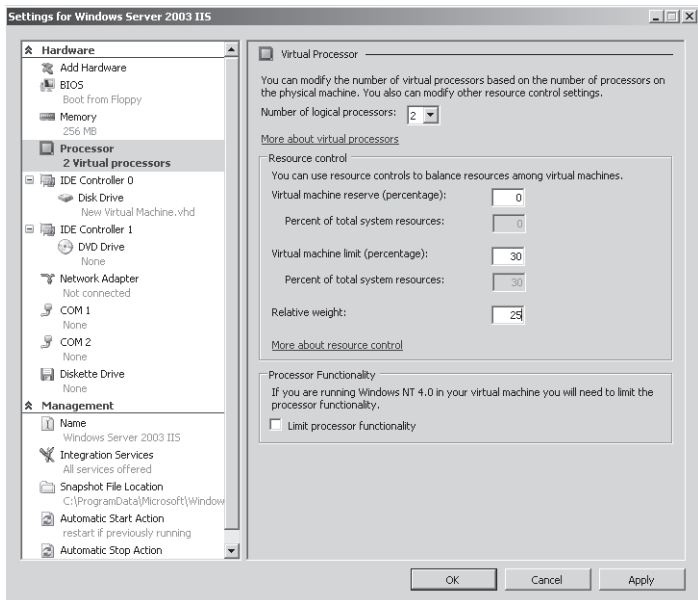 Settings for Windows Server 2003 IIS
Hardware
Add Hardware
BIOS
Boot from Floppy
Memory
256 MB
Processor
2 Virtual processors
IDE Controller 0
Disk Drive
New Virtual Machine.vhd
IDE Controller 1
DVD Drive
None
Network Adapter
Not connected
COM 1
None
COM 2
None
Diskette Drive
None
Management
Name
Windows Server 2003 IIS
Integration Services
All services offered
Snapshot File Location
C:\ProgramData\Microsoft\Window
Automatic Start Action
restart if previously running
Automatic Stop Action
Virtual Processor
You can modify the number of virtual processors based on the number of processors on
the physical machine. You also can modify other resource control settings.
Number of logical processors: 2
More about virtual processors
Resource control
You can use resource controls to balance resources among virtual machines.
Virtual machine reserve (percentage): 0
Percent of total system resources: 0
Virtual machine limit (percentage): 30
Percent of total system resources: 30
Relative weight: 25
More about resource control
Processor Functionality
If you are running Windows NT 4.0 in your virtual machine you will need to limit the
processor functionality.
Limit processor functionality
OK Cancel Apply